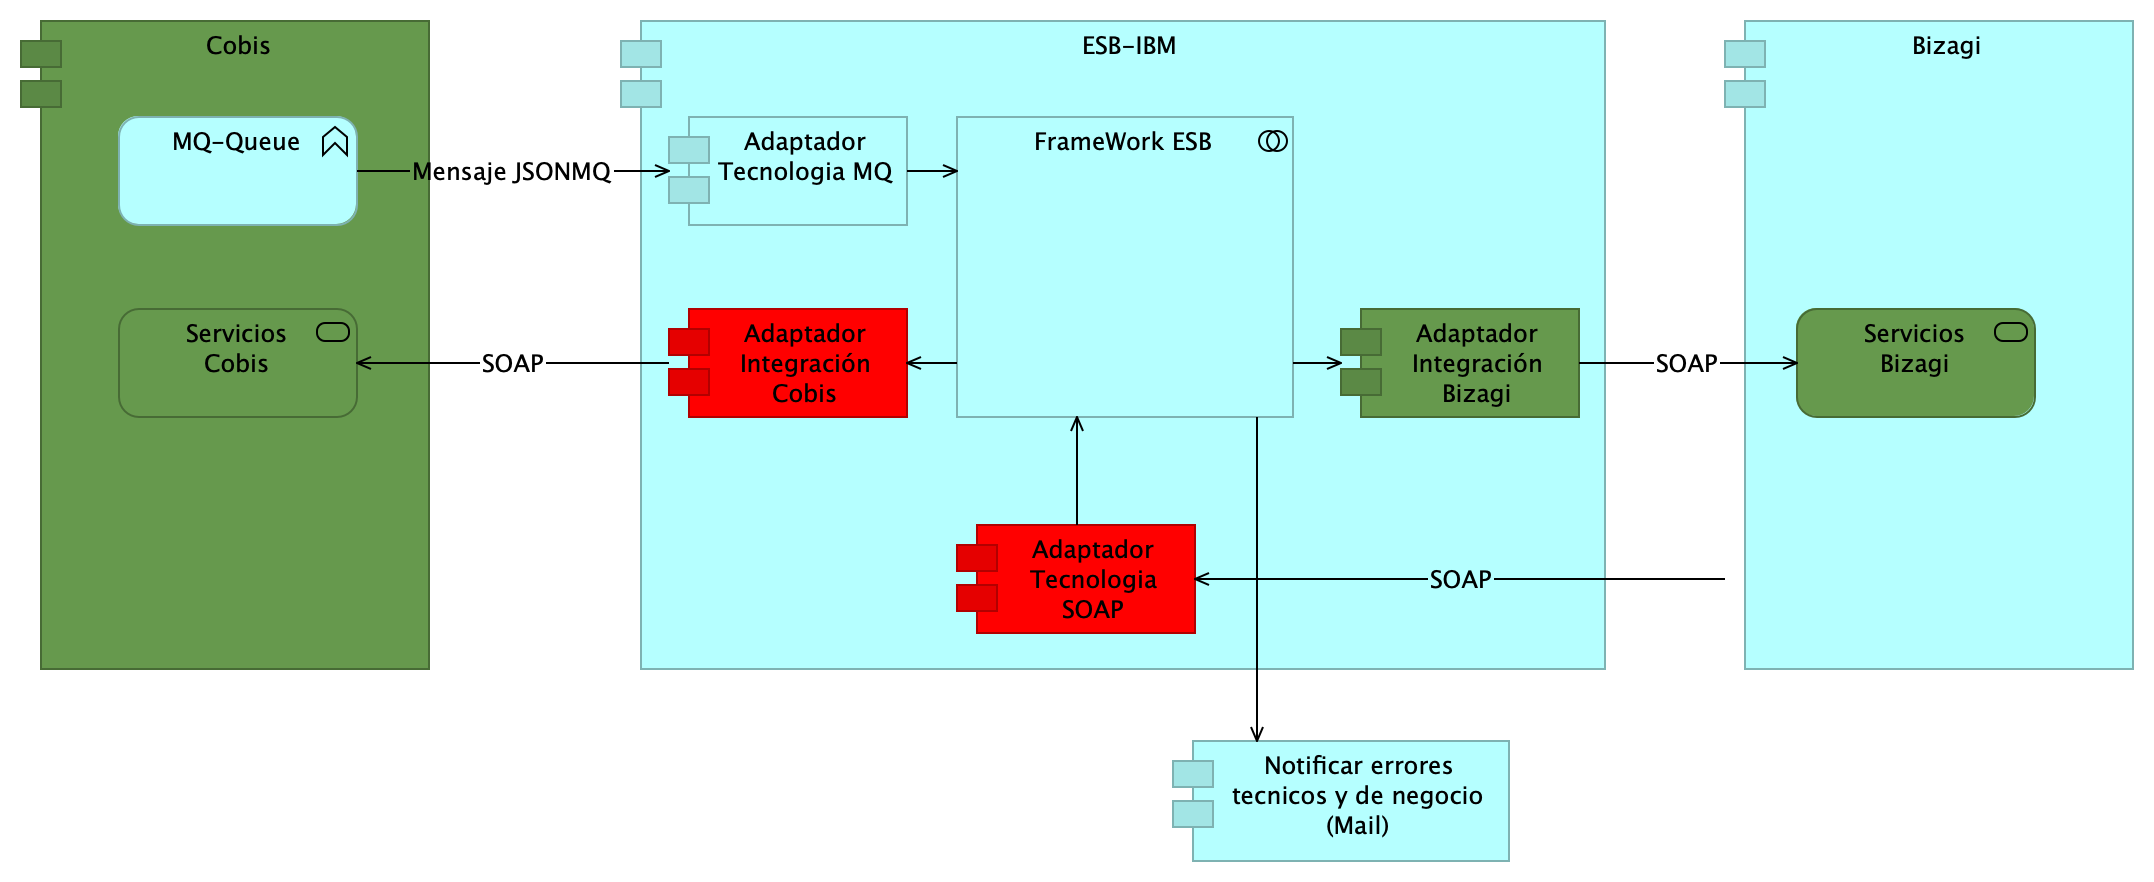 Cobis
ESB-IBM
Bizagi
MQ-Queue
Mensaje JSONMQ
Adaptador
Tecnologia MQ
FrameWork ESB
Servicios
Cobis
SOAP
Adaptador
Integración
Cobis
Adaptador
Integración
Bizagi
SOAP
Servicios
Bizagi
Adaptador
Tecnologia
SOAP
SOAP
Notificar errores
tecnicos y de negocio
(Mail)